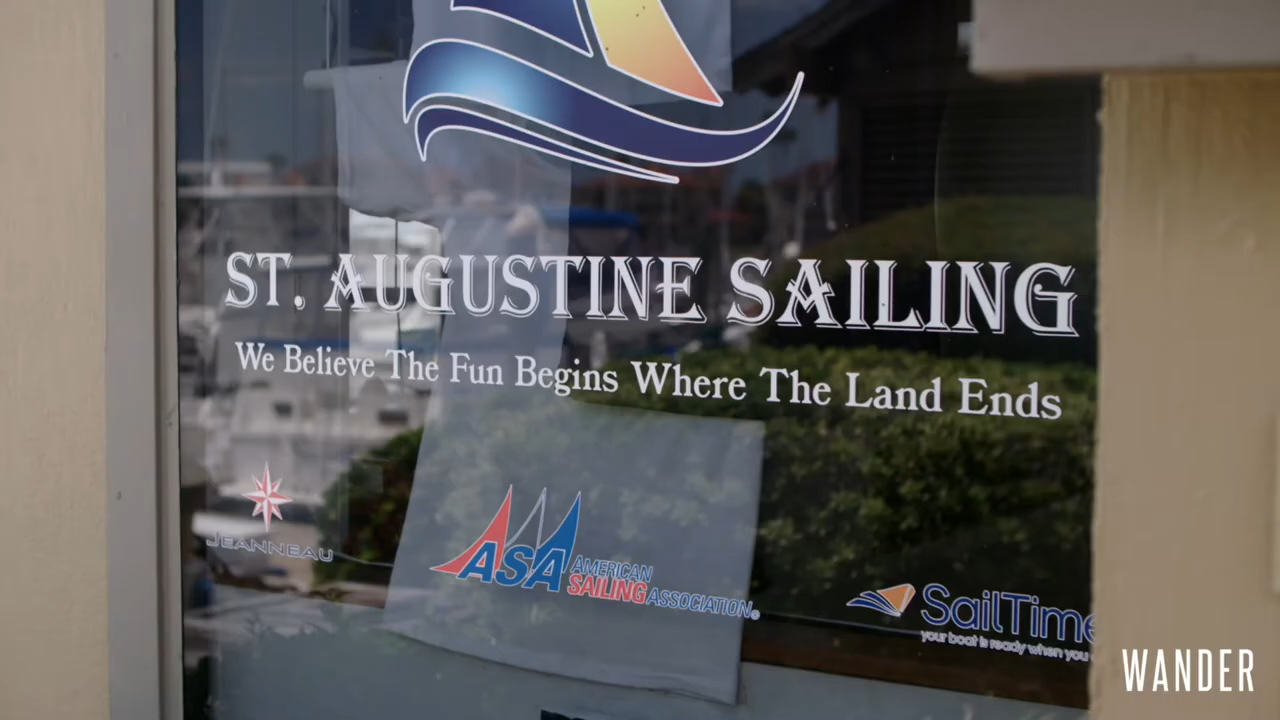 ST. AUGUSTINE SAILING
We Believe The Fun Begins Where The Land Ends
JEANNEAU
ASA AMERICAN
SAILING ASSOCIATION®
SailTime
your boat is ready when you
WANDER